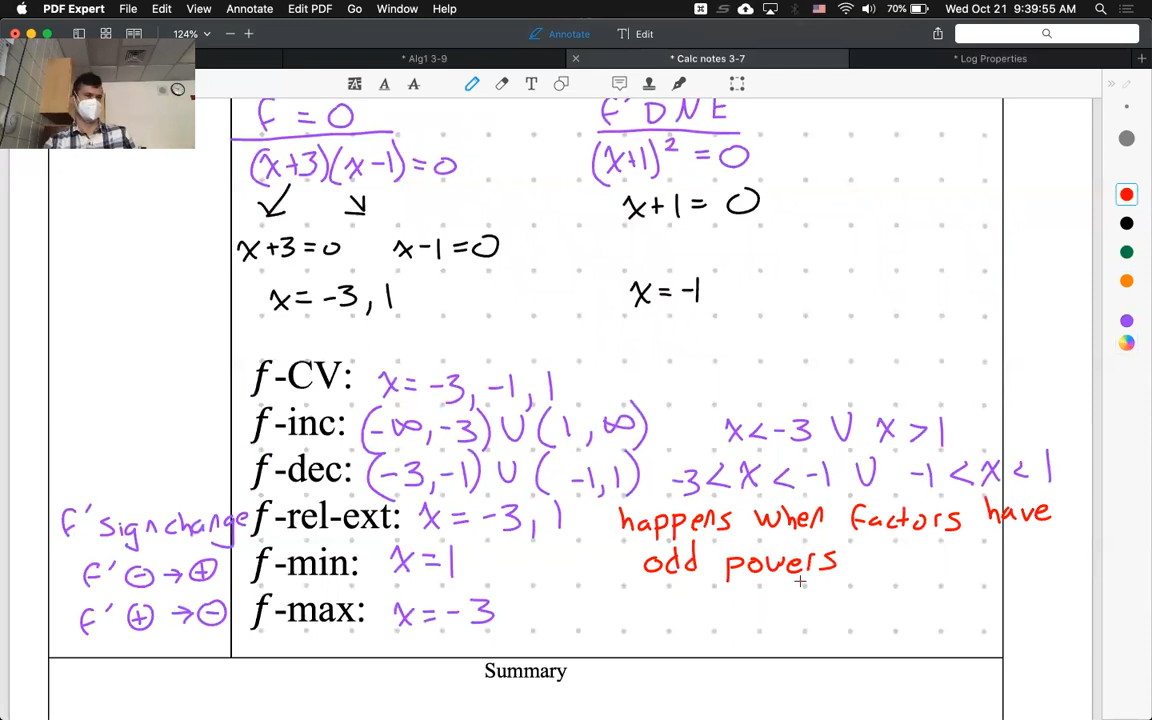 PDF Expert File Edit View Annotate Edit PDF Go Window Help 70% Wed Oct 21 9:39:55 AM
124% Annotate Edit
* Alg1 3-9 * Calc notes 3-7 * Log Properties
f = 0 f' DNE
(x+3)(x-1)=0 (x+1)² = 0
x+1 = 0
x+3=0 x-1=0
x= -3, 1 x= -1
f-CV: x= -3, -1, 1
f-inc: (-∞,-3) ∪ (1, ∞) x<-3 ∪ x >1
f-dec: (-3,-1) ∪ (-1,1) -3 < x < -1 ∪ -1 < x < 1
f' sign change f-rel-ext: x= -3, 1 happens when factors have
f' ⊖ → ⊕ f-min: x=1 odd powers
f' ⊕ → ⊖ f-max: x= -3
Summary